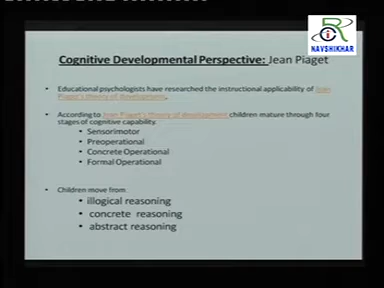 NAVSHIKHAR
Cognitive Developmental Perspective: Jean Piaget
• Educational psychologists have researched the instructional applicability of Jean
Piaget's theory of development.
• According to Jean Piaget's theory of development children mature through four
stages of cognitive capability.
• Sensorimotor
• Preoperational
• Concrete Operational
• Formal Operational
• Children move from
• illogical reasoning
• concrete reasoning
• abstract reasoning